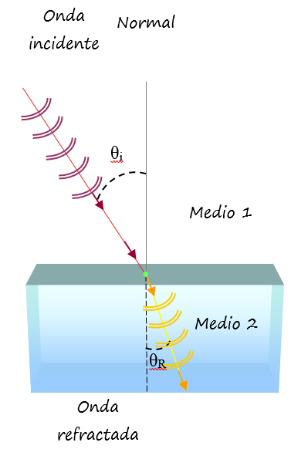 Onda
incidente
Normal
θi
Medio 1
Medio 2
θR
Onda
refractada